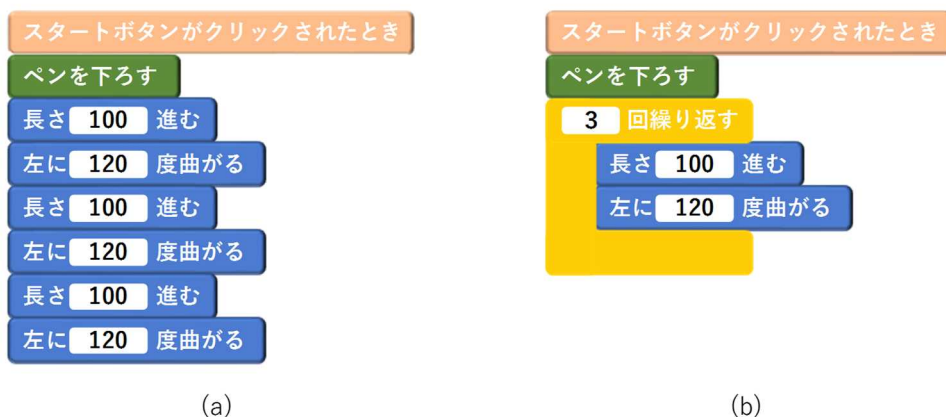 スタートボタンがクリックされたとき
ペンを下ろす
長さ 100 進む
左に 120 度曲がる
長さ 100 進む
左に 120 度曲がる
長さ 100 進む
左に 120 度曲がる
(a)
スタートボタンがクリックされたとき
ペンを下ろす
3 回繰り返す
長さ 100 進む
左に 120 度曲がる
(b)